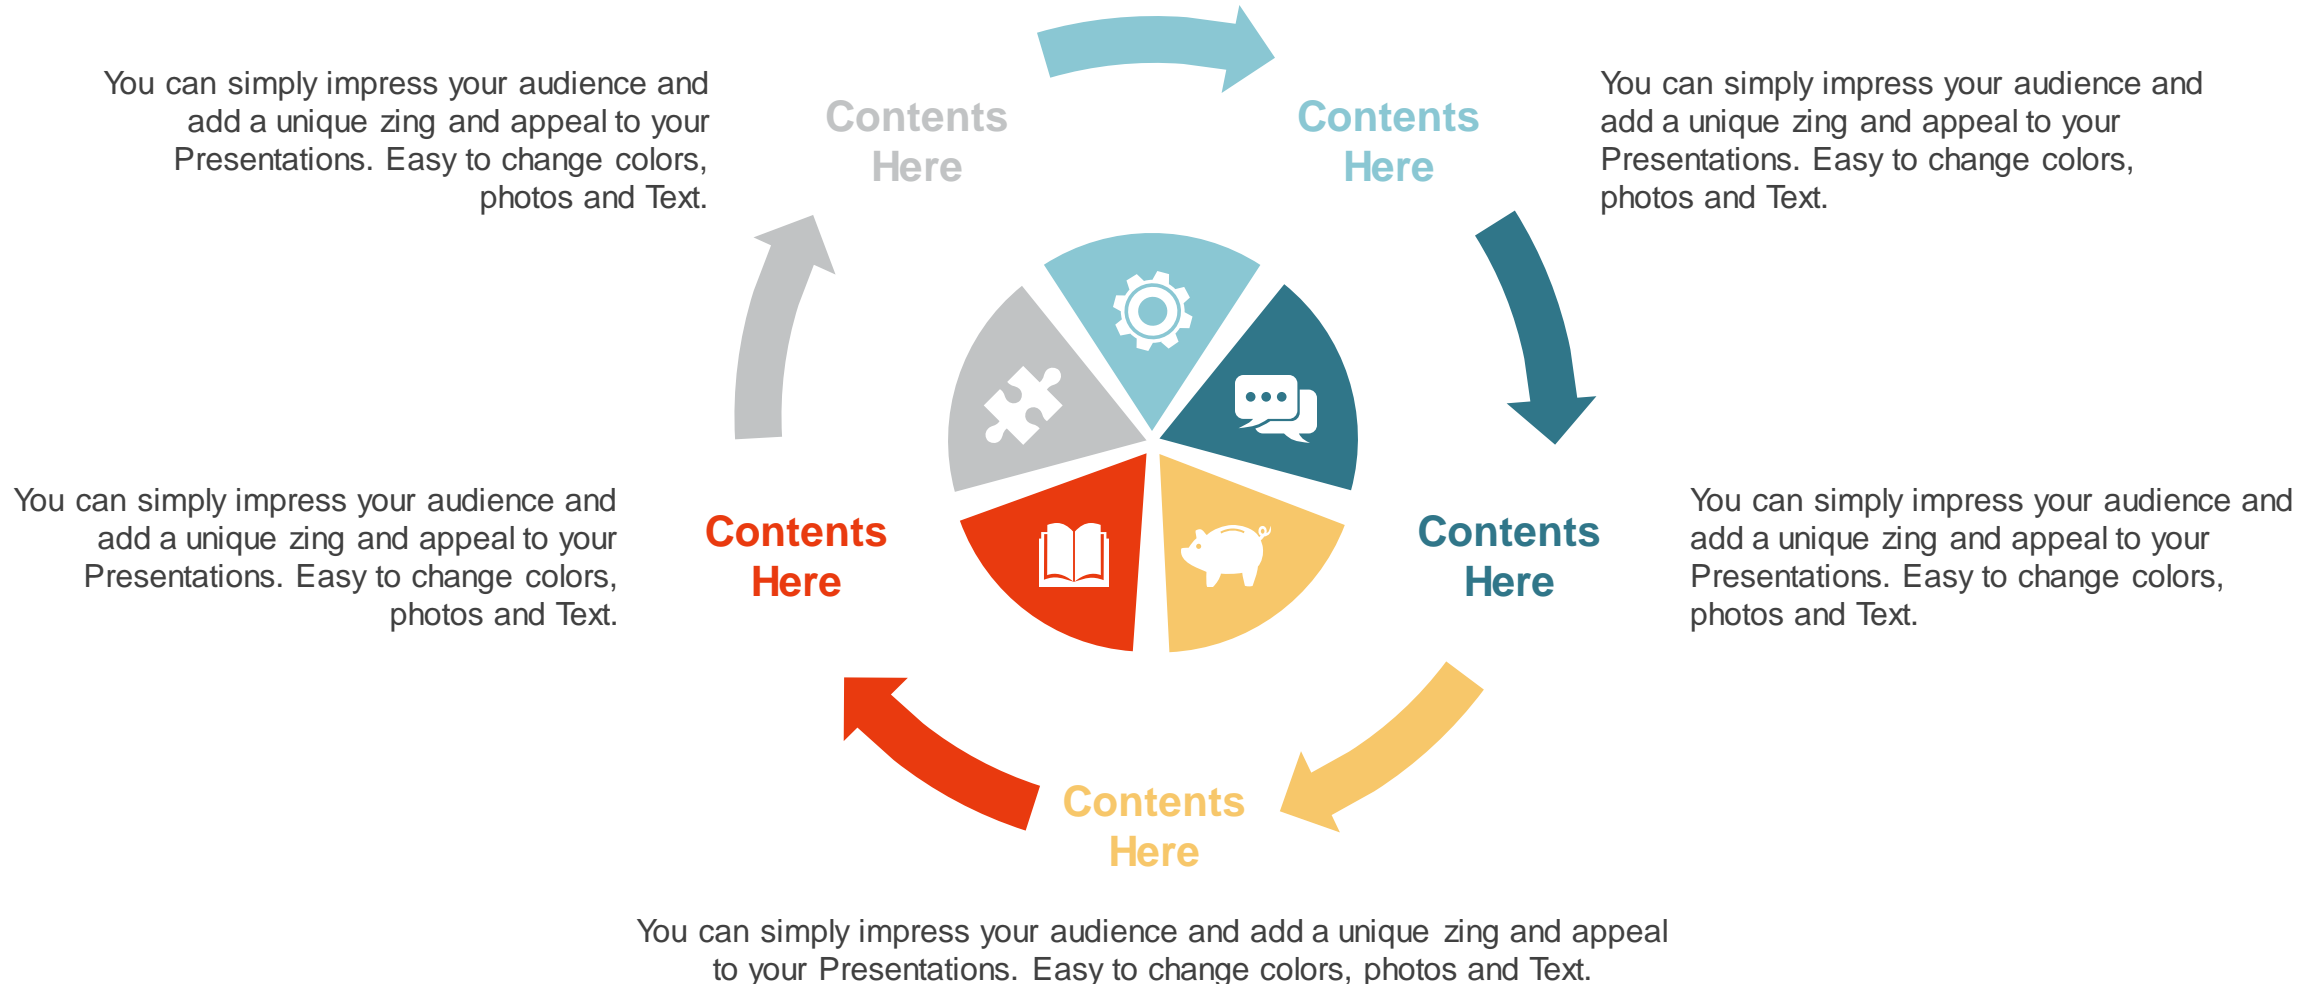 You can simply impress your audience and
add a unique zing and appeal to your
Presentations. Easy to change colors,
photos and Text.
Contents
Here
Contents
Here
You can simply impress your audience and
add a unique zing and appeal to your
Presentations. Easy to change colors,
photos and Text.
You can simply impress your audience and
add a unique zing and appeal to your
Presentations. Easy to change colors,
photos and Text.
Contents
Here
Contents
Here
You can simply impress your audience and
add a unique zing and appeal to your
Presentations. Easy to change colors,
photos and Text.
Contents
Here
You can simply impress your audience and add a unique zing and appeal
to your Presentations. Easy to change colors, photos and Text.